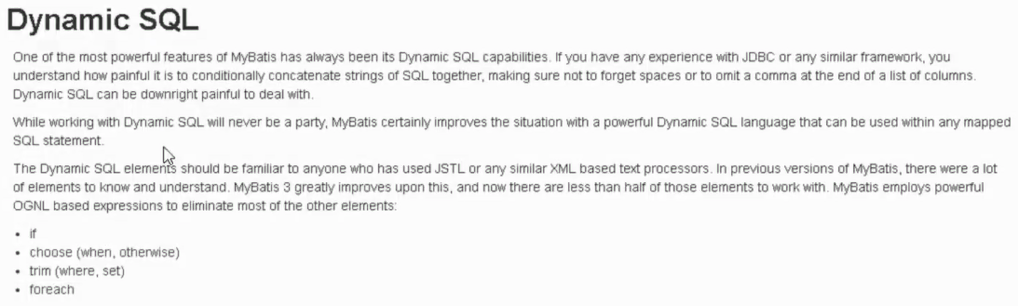 Dynamic SQL
One of the most powerful features of MyBatis has always been its Dynamic SQL capabilities. If you have any experience with JDBC or any similar framework, you
understand how painful it is to conditionally concatenate strings of SQL together, making sure not to forget spaces or to omit a comma at the end of a list of columns.
Dynamic SQL can be downright painful to deal with.
While working with Dynamic SQL will never be a party, MyBatis certainly improves the situation with a powerful Dynamic SQL language that can be used within any mapped
SQL statement.
The Dynamic SQL elements should be familiar to anyone who has used JSTL or any similar XML based text processors. In previous versions of MyBatis, there were a lot
of elements to know and understand. MyBatis 3 greatly improves upon this, and now there are less than half of those elements to work with. MyBatis employs powerful
OGNL based expressions to eliminate most of the other elements:
• if
• choose (when, otherwise)
• trim (where, set)
• foreach